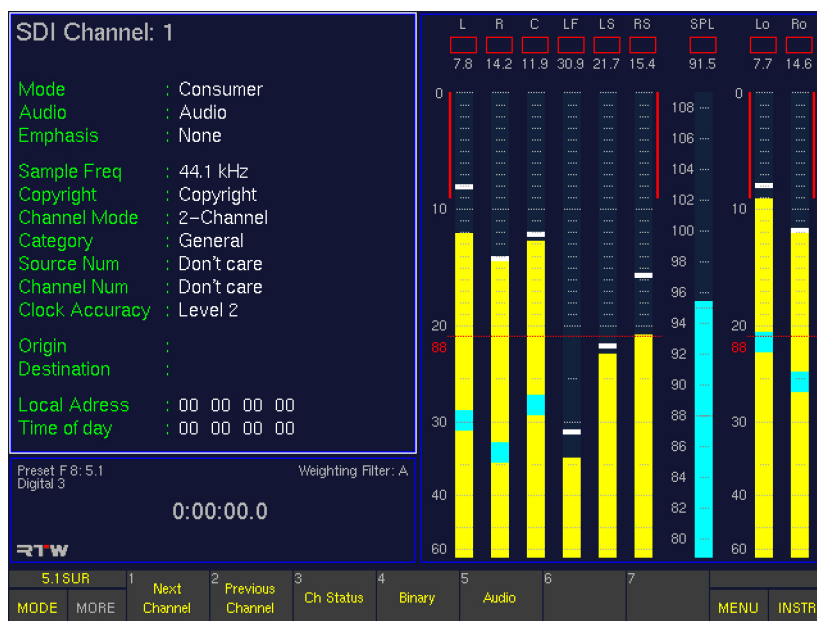 SDI Channel: 1
Mode : Consumer
Audio : Audio
Emphasis : None
Sample Freq : 44.1 kHz
Copyright : Copyright
Channel Mode : 2-Channel
Category : General
Source Num : Don't care
Channel Num : Don't care
Clock Accuracy : Level 2
Origin :
Destination :
Local Adress : 00 00 00 00
Time of day : 00 00 00 00
Preset F 8: 5.1 Weighting Filter: A
Digital 3
0:00:00.0
RTW
L R C LF LS RS SPL Lo Ro
7.8 14.2 11.9 30.9 21.7 15.4 91.5 7.7 14.6
0 10 20 88 30 40 60
108 106 104 102 100 98 96 94 92 90 88 86 84 82 80
0 10 20 88 30 40 60
5.1SUR 1 Next Channel 2 Previous Channel 3 Ch Status 4 Binary 5 Audio 6 7
MODE MORE MENU INSTR